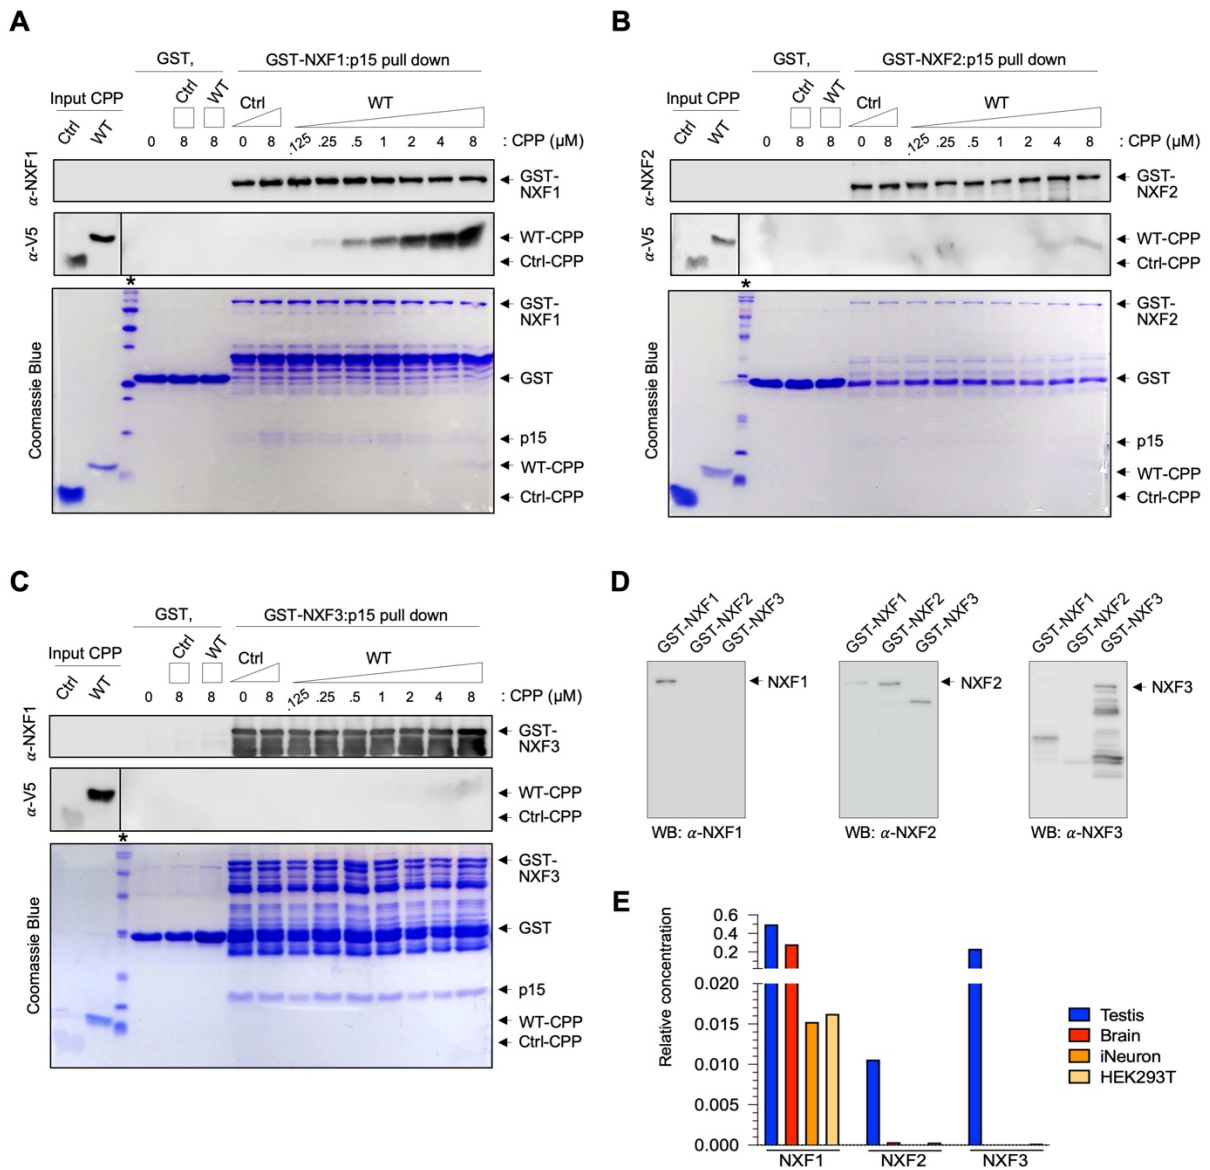 A
GST,
GST-NXF1:p15 pull down
Input CPP
Ctrl
WT
Ctrl
WT
Ctrl
WT
0
8
8
0
8
.125
.25
.5
1
2
4
8
: CPP (µM)
α-NXF1
GST-
NXF1
α-V5
WT-CPP
Ctrl-CPP
*
Coomassie Blue
GST-
NXF1
GST
p15
WT-CPP
Ctrl-CPP
B
GST,
GST-NXF2:p15 pull down
Input CPP
Ctrl
WT
Ctrl
WT
Ctrl
WT
0
8
8
0
8
.125
.25
.5
1
2
4
8
: CPP (µM)
α-NXF2
GST-
NXF2
α-V5
WT-CPP
Ctrl-CPP
*
Coomassie Blue
GST-
NXF2
GST
p15
WT-CPP
Ctrl-CPP
C
GST,
GST-NXF3:p15 pull down
Input CPP
Ctrl
WT
Ctrl
WT
Ctrl
WT
0
8
8
0
8
.125
.25
.5
1
2
4
8
: CPP (µM)
α-NXF1
GST-
NXF3
α-V5
WT-CPP
Ctrl-CPP
*
Coomassie Blue
GST-
NXF3
GST
p15
WT-CPP
Ctrl-CPP
D
GST-NXF1
GST-NXF2
GST-NXF3
NXF1
WB: α-NXF1
GST-NXF1
GST-NXF2
GST-NXF3
NXF2
WB: α-NXF2
GST-NXF1
GST-NXF2
GST-NXF3
NXF3
WB: α-NXF3
E
Relative concentration
0.6
0.4
0.2
0.020
0.015
0.010
0.005
0.000
NXF1
NXF2
NXF3
Testis
Brain
iNeuron
HEK293T